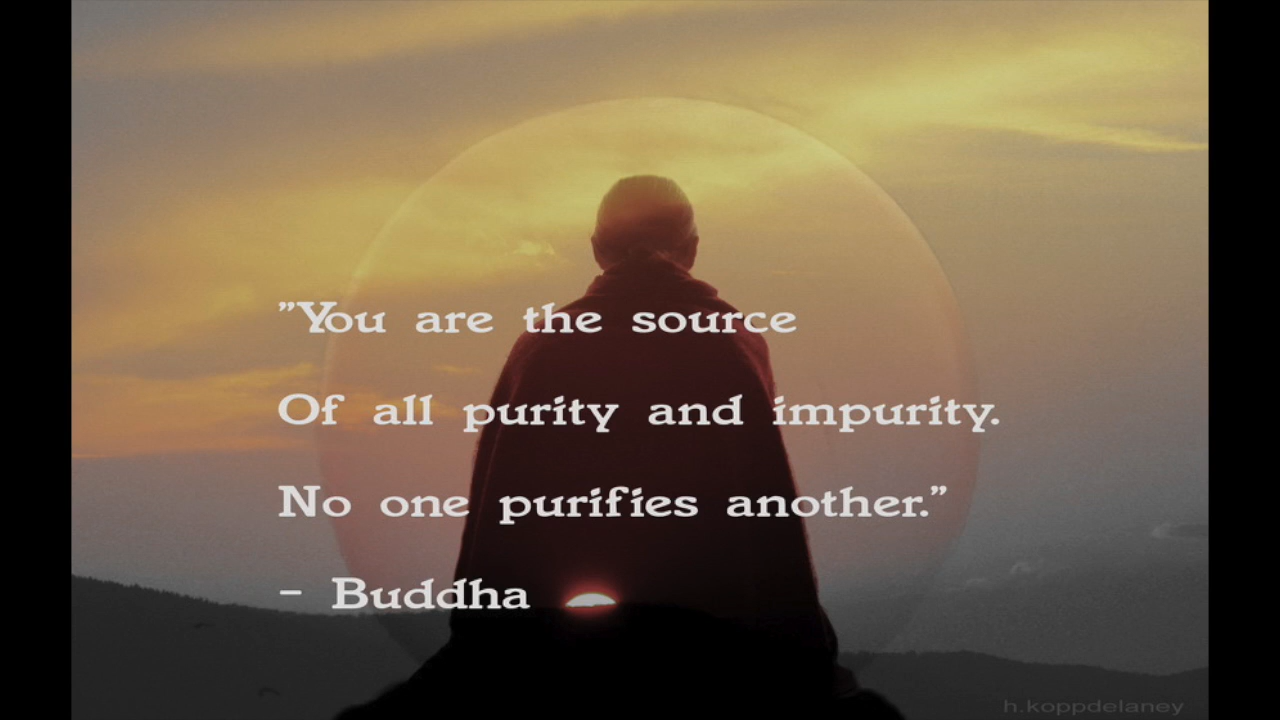 "You are the source
Of all purity and impurity.
No one purifies another."
- Buddha
h.koppdelaney